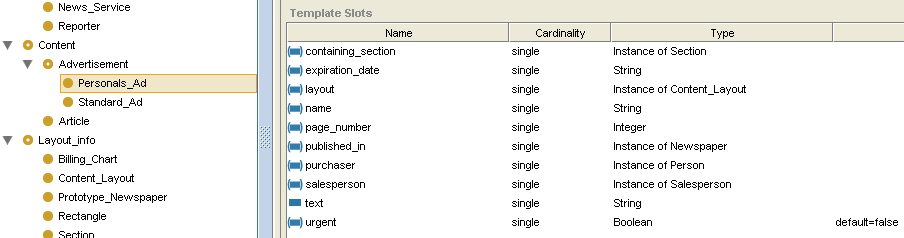 News_Service
Reporter
Content
Advertisement
Personals_Ad
Standard_Ad
Article
Layout_info
Billing_Chart
Content_Layout
Prototype_Newspaper
Rectangle
Section
Template Slots
Name Cardinality Type
containing_section single Instance of Section
expiration_date single String
layout single Instance of Content_Layout
name single String
page_number single Integer
published_in single Instance of Newspaper
purchaser single Instance of Person
salesperson single Instance of Salesperson
text single String
urgent single Boolean default=false